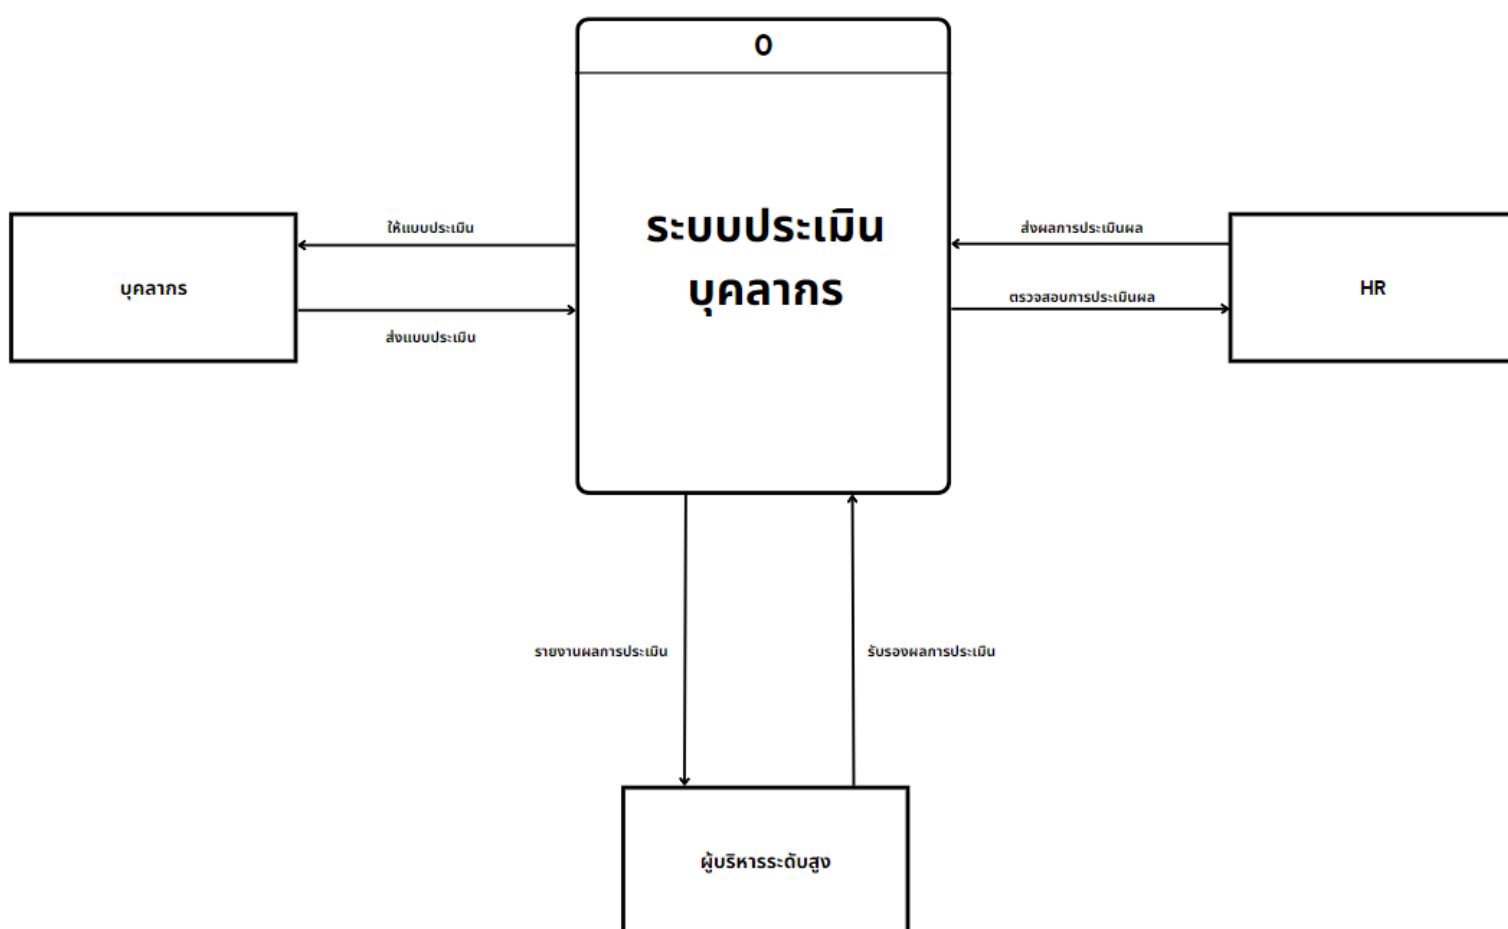 0
ระบบประเมิน
บุคลากร
ให้แบบประเมิน
บุคลากร
ส่งแบบประเมิน
ส่งผลการประเมินผล
ตรวจสอบการประเมินผล
HR
รายงานผลการประเมิน
รับรองผลการประเมิน
ผู้บริหารระดับสูง